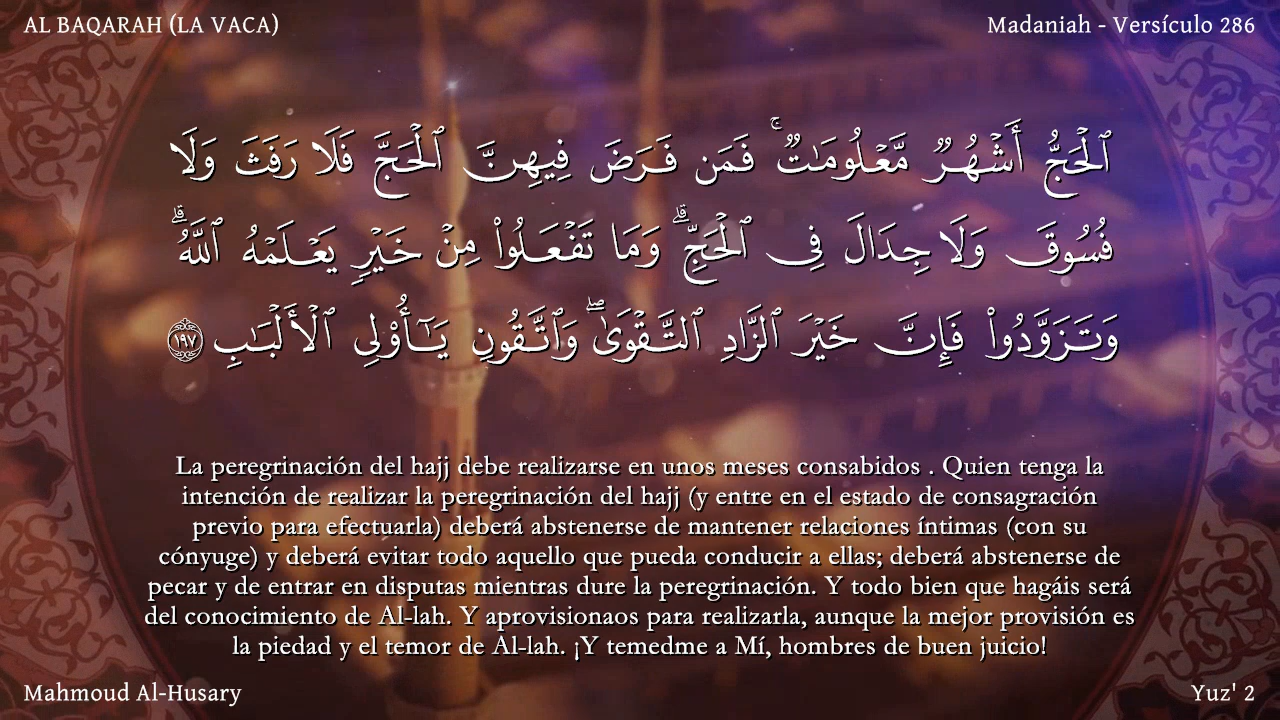 AL BAQARAH (LA VACA)
Madaniah - Versículo 286
ٱلْحَجُّ أَشْهُرٌ مَّعْلُومَـٰتٌ ۚ فَمَن فَرَضَ فِيهِنَّ ٱلْحَجَّ فَلَا رَفَثَ وَلَا
فُسُوقَ وَلَا جِدَالَ فِى ٱلْحَجِّ ۗ وَمَا تَفْعَلُوا۟ مِنْ خَيْرٍ يَعْلَمْهُ ٱللَّهُ ۗ
وَتَزَوَّدُوا۟ فَإِنَّ خَيْرَ ٱلزَّادِ ٱلتَّقْوَىٰ ۖ وَٱتَّقُونِ يَـٰٓأُو۟لِى ٱلْأَلْبَـٰبِ ١٩٧
La peregrinación del hajj debe realizarse en unos meses consabidos . Quien tenga la
intención de realizar la peregrinación del hajj (y entre en el estado de consagración
previo para efectuarla) deberá abstenerse de mantener relaciones íntimas (con su
cónyuge) y deberá evitar todo aquello que pueda conducir a ellas; deberá abstenerse de
pecar y de entrar en disputas mientras dure la peregrinación. Y todo bien que hagáis será
del conocimiento de Al-lah. Y aprovisionaos para realizarla, aunque la mejor provisión es
la piedad y el temor de Al-lah. ¡Y temedme a Mí, hombres de buen juicio!
Mahmoud Al-Husary
Yuz' 2